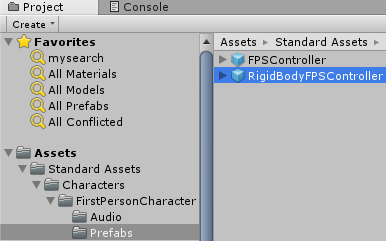 Project
Console
Create
Favorites
mysearch
All Materials
All Models
All Prefabs
All Conflicted
Assets
Standard Assets
Characters
FirstPersonCharacter
Audio
Prefabs
Assets ▸ Standard Assets ▸
FPSController
RigidBodyFPSController